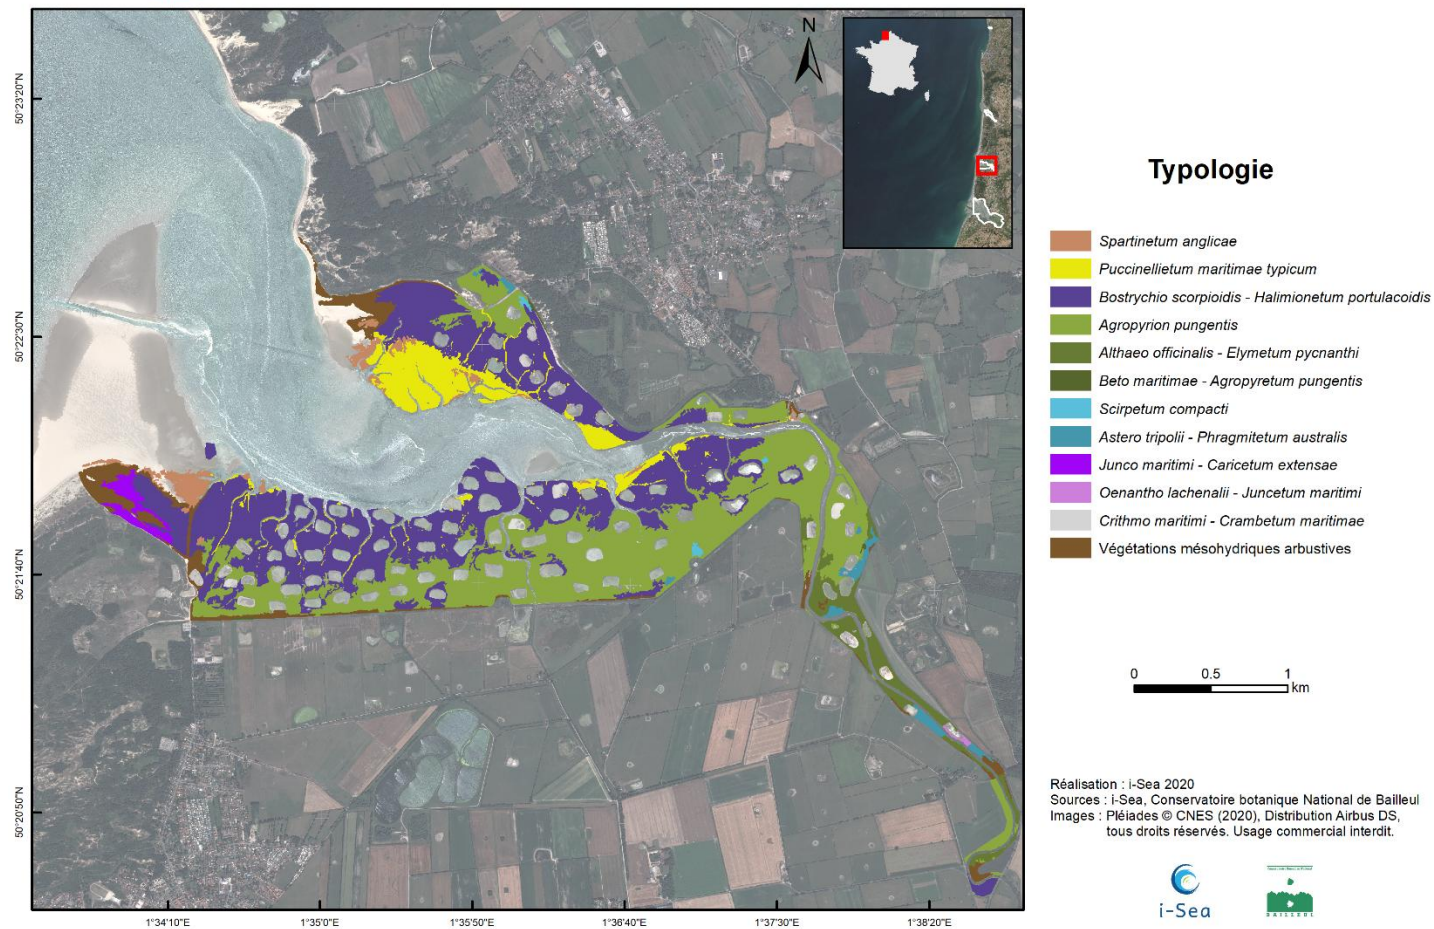 N
50°23'20"N
50°22'30"N
50°21'40"N
50°20'50"N
1°34'10"E
1°35'0"E
1°35'50"E
1°36'40"E
1°37'30"E
1°38'20"E
Typologie
Spartinetum anglicae
Puccinellietum maritimae typicum
Bostrychio scorpioidis - Halimionetum portulacoidis
Agropyrion pungentis
Althaeo officinalis - Elymetum pycnanthi
Beto maritimae - Agropyretum pungentis
Scirpetum compacti
Astero tripolii - Phragmitetum australis
Junco maritimi - Caricetum extensae
Oenantho lachenalii - Juncetum maritimi
Crithmo maritimi - Crambetum maritimae
Végétations mésohydriques arbustives
0 0.5 1
km
Réalisation : i-Sea 2020
Sources : i-Sea, Conservatoire botanique National de Bailleul
Images : Pléiades © CNES (2020), Distribution Airbus DS,
tous droits réservés. Usage commercial interdit.
i-Sea
BAILLEUL